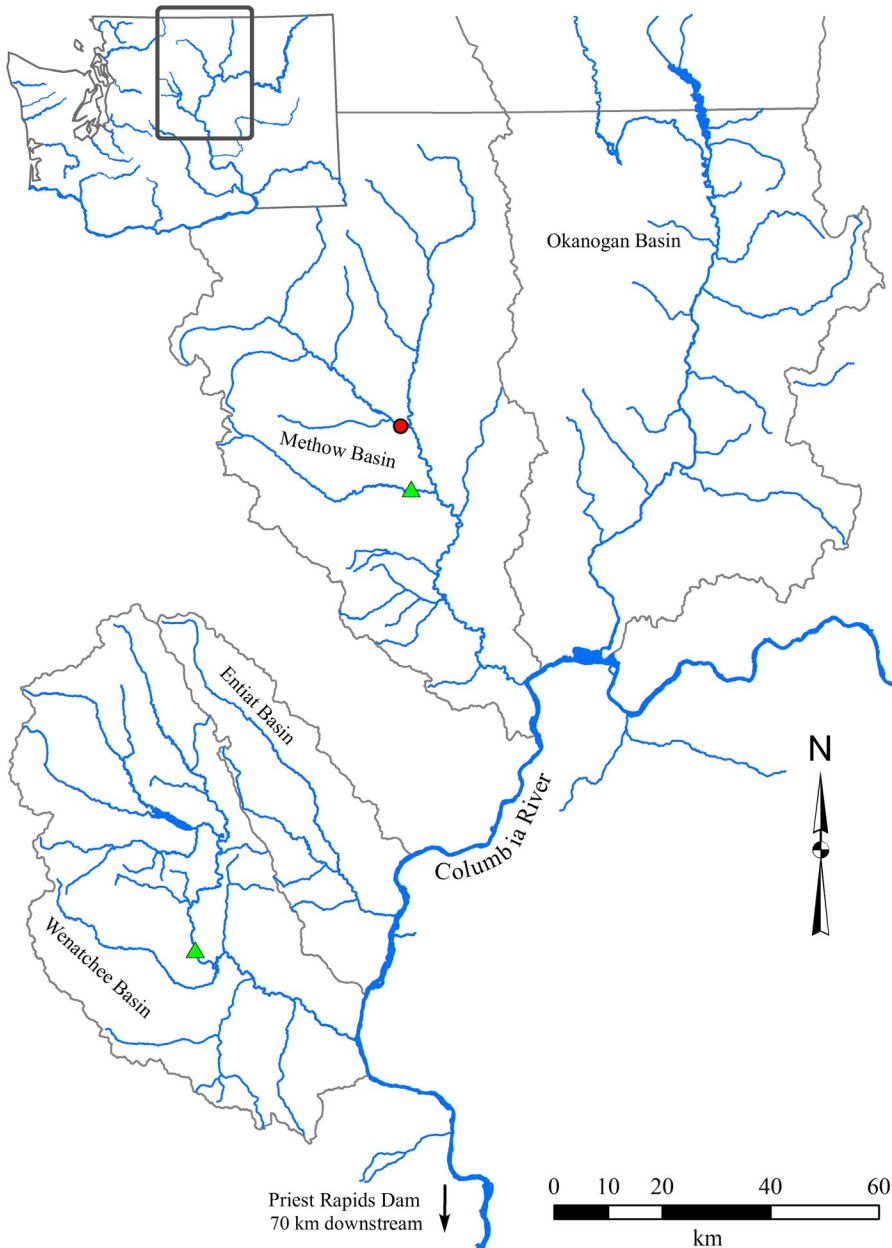 Okanogan Basin
Methow Basin
Entiat Basin
N
Columbia River
Wenatchee Basin
Priest Rapids Dam
70 km downstream
0 10 20 40 60
km